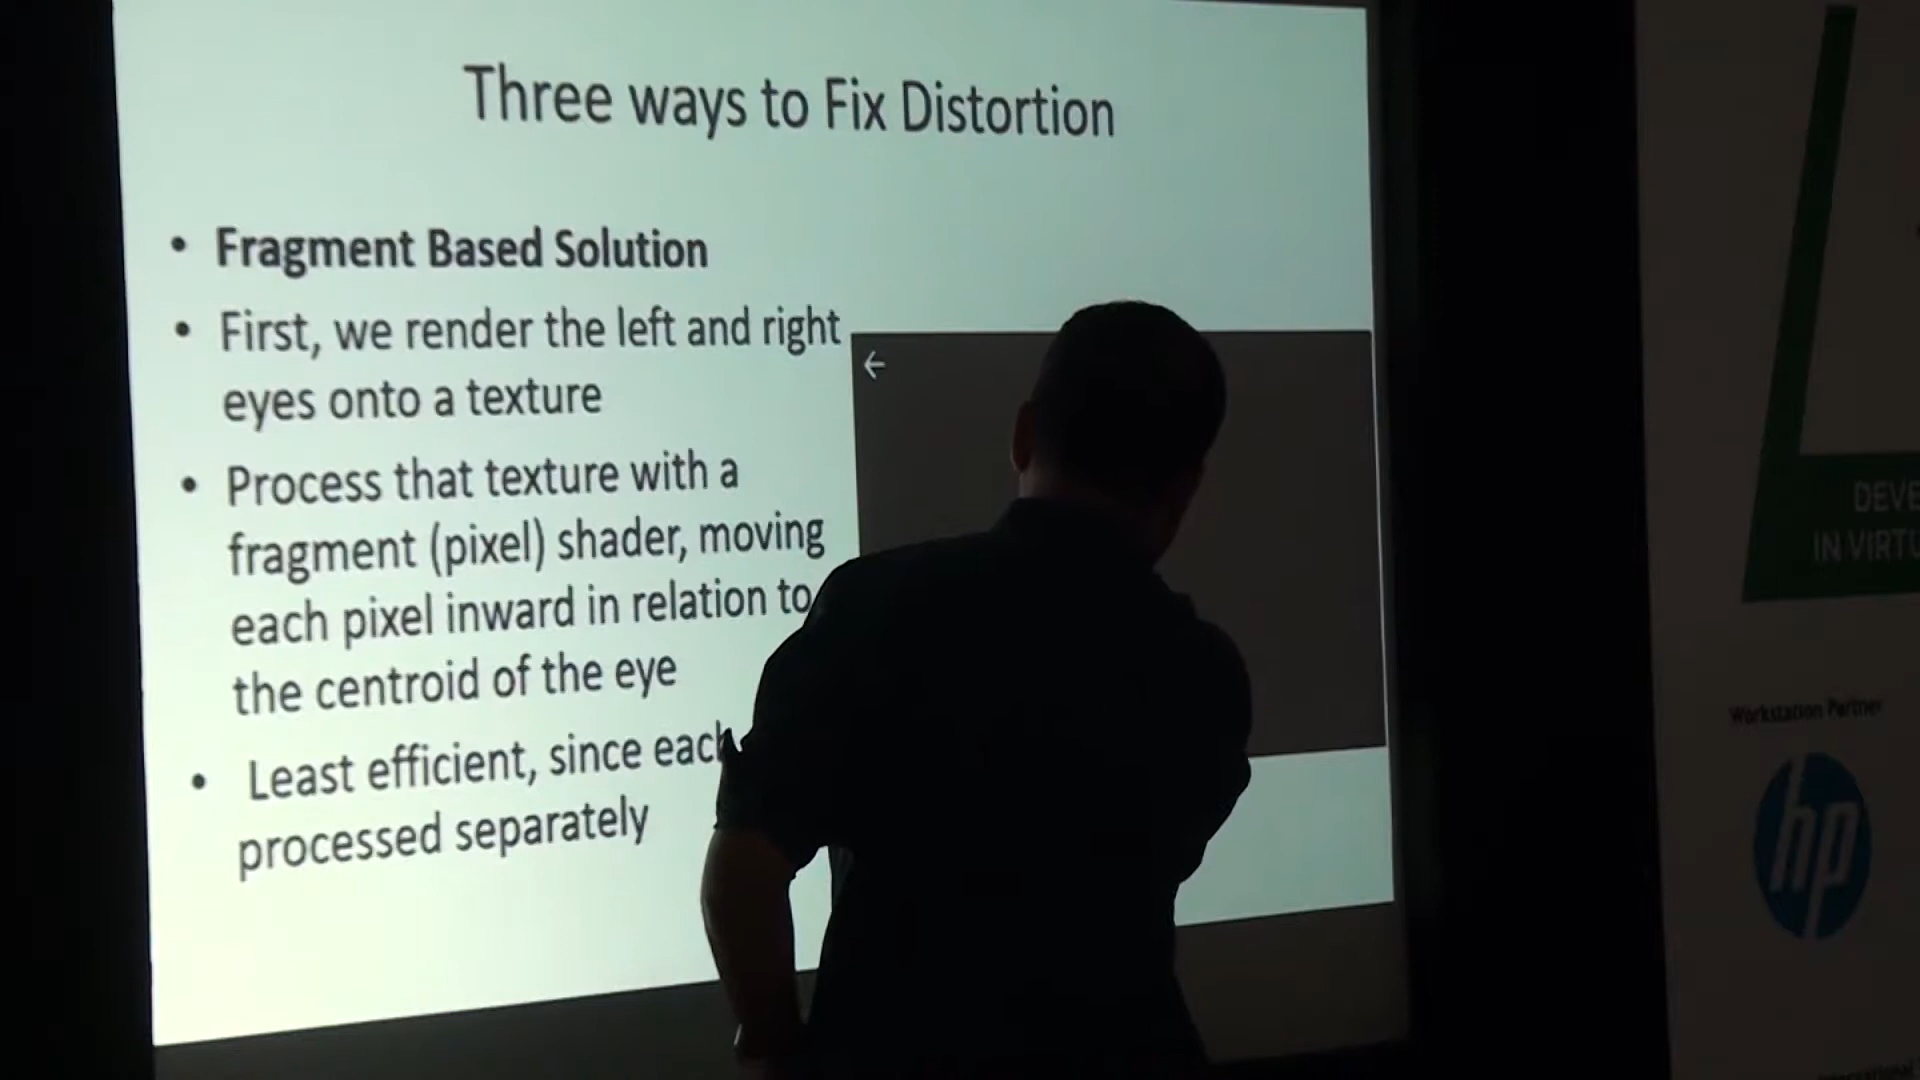 Three ways to Fix Distortion
• Fragment Based Solution
• First, we render the left and right
eyes onto a texture
• Process that texture with a
fragment (pixel) shader, moving
each pixel inward in relation to
the centroid of the eye
• Least efficient, since each
processed separately
DEVE
IN VIRTU
Workstation Partner
hp